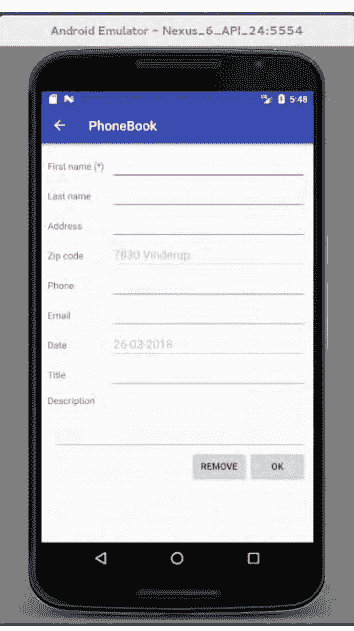 Android Emulator - Nexus_6_API_24:5554
5:48
PhoneBook
First name (*)
Last name
Address
Zip code 7830 Vinderup
Phone
Email
Date 26-03-2018
Title
Description
REMOVE OK